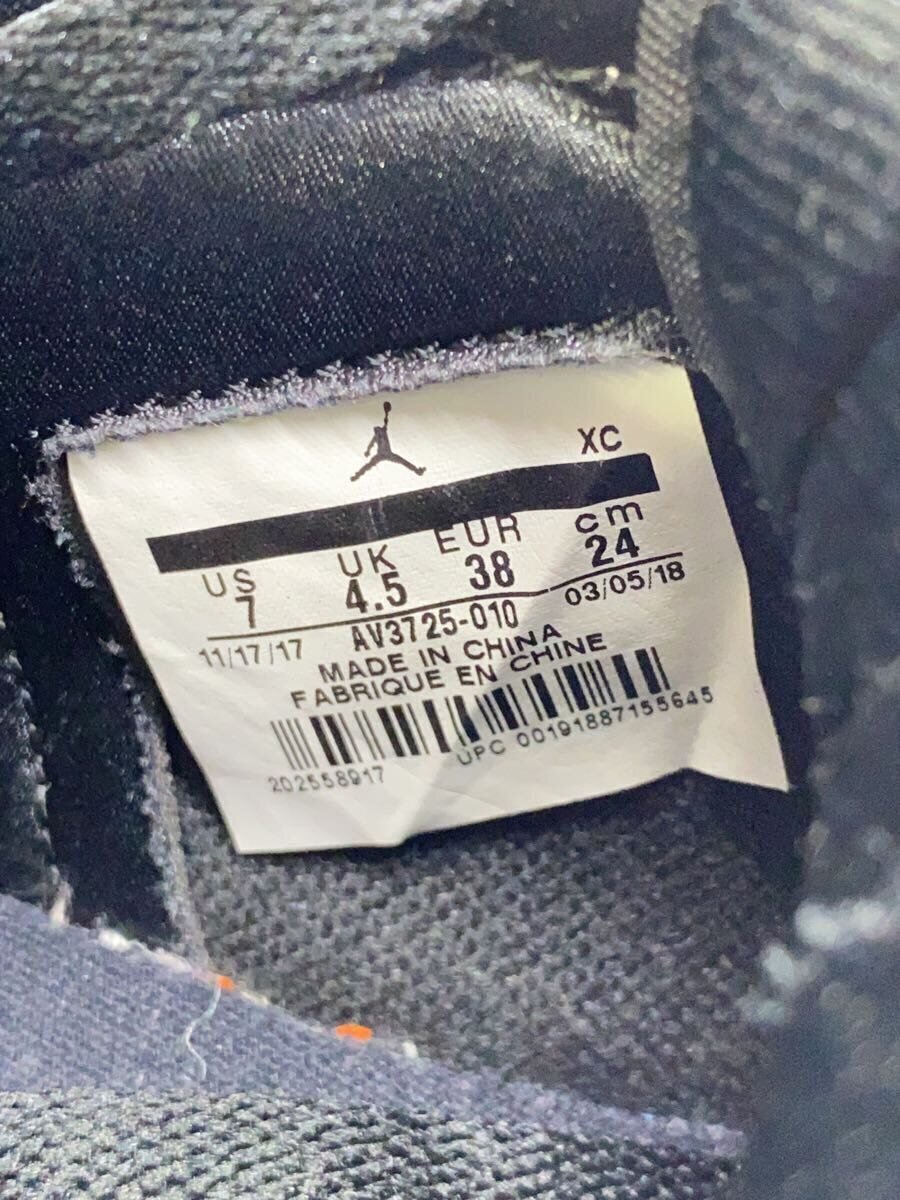 XC
US UK EUR cm
7 4.5 38 24
11/17/17 AV3725-010 03/05/18
MADE IN CHINA
FABRIQUE EN CHINE
202558917 UPC 00191887155645